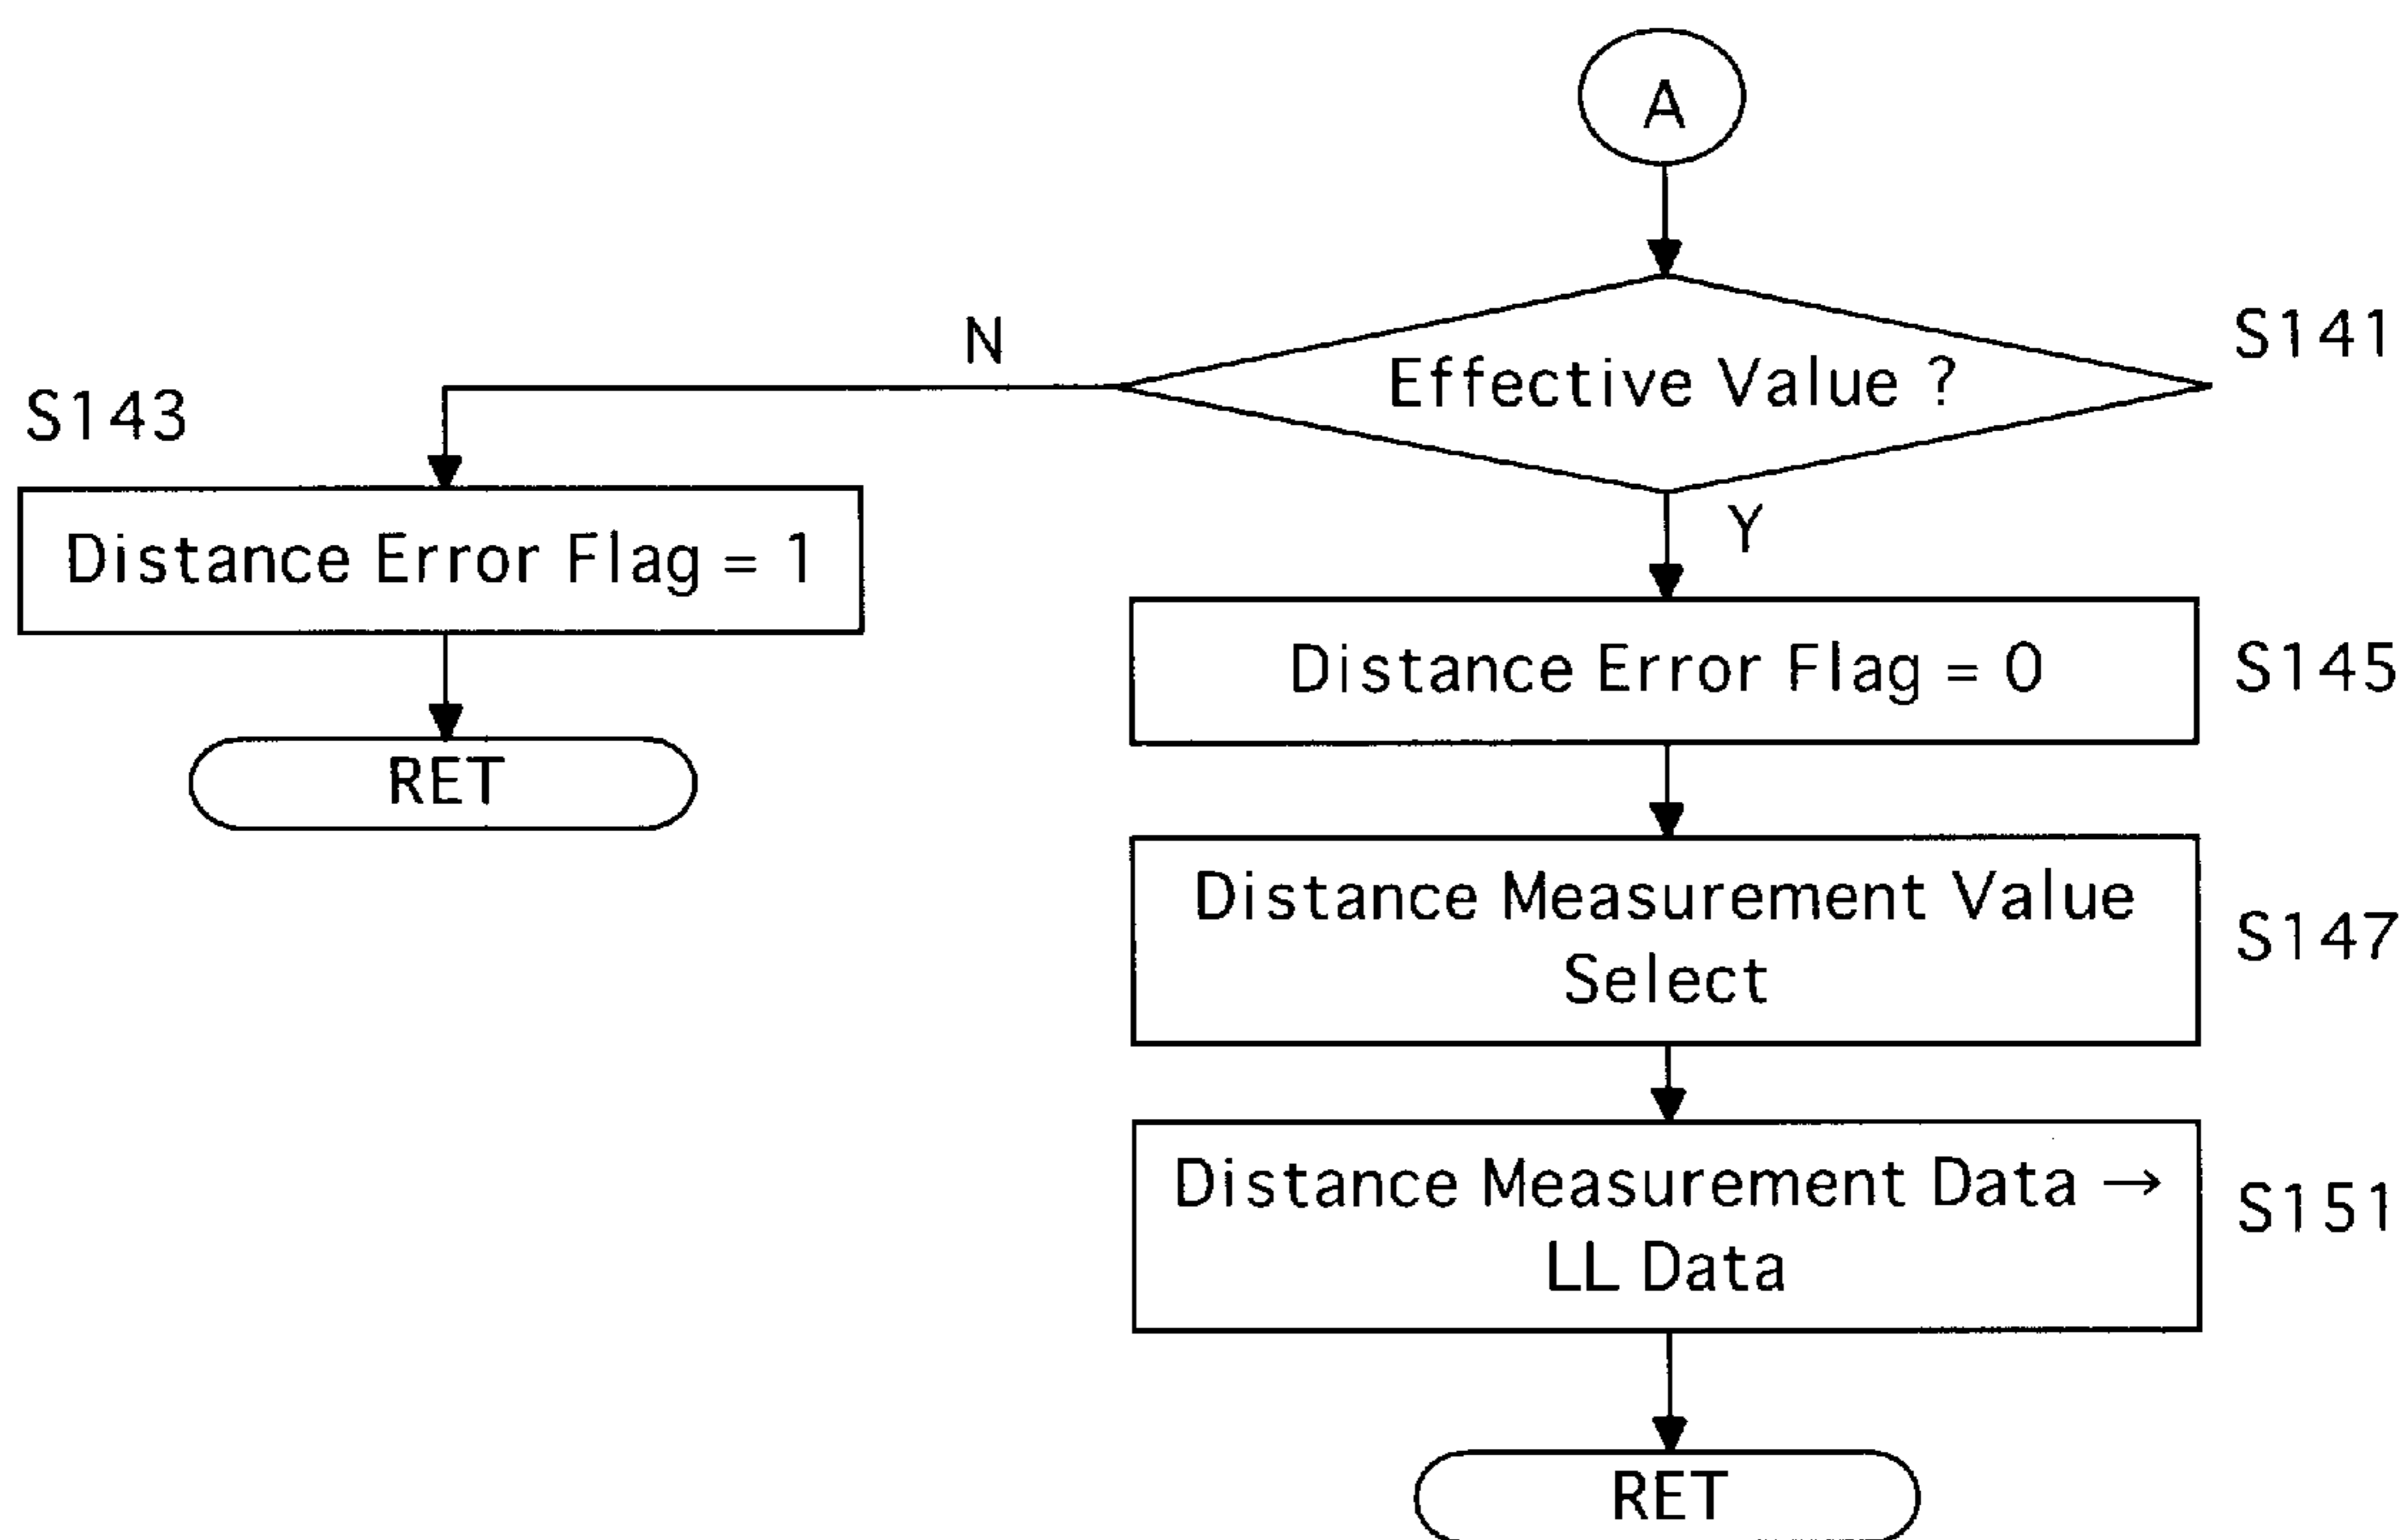 A
N
Effective Value ?
S141
S143
Distance Error Flag = 1
Y
RET
Distance Error Flag = 0
S145
Distance Measurement Value
Select
S147
Distance Measurement Data →
LL Data
S151
RET